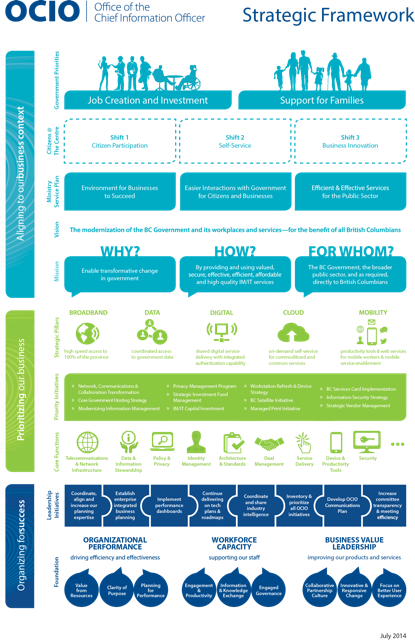 OCIO
Office of the
Chief Information Officer
Strategic Framework
Aligning to our business context
Government Priorities
Job Creation and Investment
Support for Families
Citizens @
The Centre
Shift 1
Citizen Participation
Shift 2
Self-Service
Shift 3
Business Innovation
Ministry
Service Plan
Environment for Businesses
to Succeed
Easier Interactions with Government
for Citizens and Businesses
Efficient & Effective Services
for the Public Sector
Vision
The modernization of the BC Government and its workplaces and services—for the benefit of all British Columbians
Mission
WHY?
Enable transformative change
in government
HOW?
By providing and using valued,
secure, effective, efficient, affordable
and high quality IM/IT services
FOR WHOM?
The BC Government, the broader
public sector, and as required,
directly to British Columbians
Prioritizing our business
Strategic Pillars
BROADBAND
high speed access to
100% of the province
DATA
coordinated access
to government data
DIGITAL
shared digital service
delivery with integrated
authentication capability
CLOUD
on-demand self-service
for commoditized and
common services
MOBILITY
productivity tools & web services
for mobile workers & mobile
service enablement
Priority Initiatives
» Network, Communications &
Collaboration Transformation
» Core Government Hosting Strategy
» Modernizing Information Management
» Privacy Management Program
» Strategic Investment Fund
Management
» IM/IT Capital Investment
» Workstation Refresh & Device
Strategy
» BC Satellite Initiative
» Managed Print Initiative
» BC Services Card Implementation
» Information Security Strategy
» Strategic Vendor Management
Core Functions
Telecommunications
& Network
Infrastructure
Data &
Information
Stewardship
Policy &
Privacy
Identity
Management
Architecture
& Standards
Deal
Management
Service
Delivery
Device &
Productivity
Tools
Security
Organizing for success
Leadership
Initiatives
Coordinate,
align and
increase our
planning
expertise
Establish
enterprise
integrated
business
planning
Implement
performance
dashboards
Continue
delivering
on tech
plans &
roadmaps
Coordinate
and share
industry
intelligence
Inventory &
prioritize
all OCIO
initiatives
Develop OCIO
Communications
Plan
Increase
committee
transparency
& meeting
efficiency
Foundation
ORGANIZATIONAL
PERFORMANCE
driving efficiency and effectiveness
Value
from
Resources
Clarity of
Purpose
Planning
for
Performance
WORKFORCE
CAPACITY
supporting our staff
Engagement
&
Productivity
Information &
Knowledge
Exchange
Engaged
Governance
BUSINESS VALUE
LEADERSHIP
improving our products and services
Collaborative
Partnership
Culture
Innovative &
Responsive
Change
Focus on
Better User
Experience
July 2014